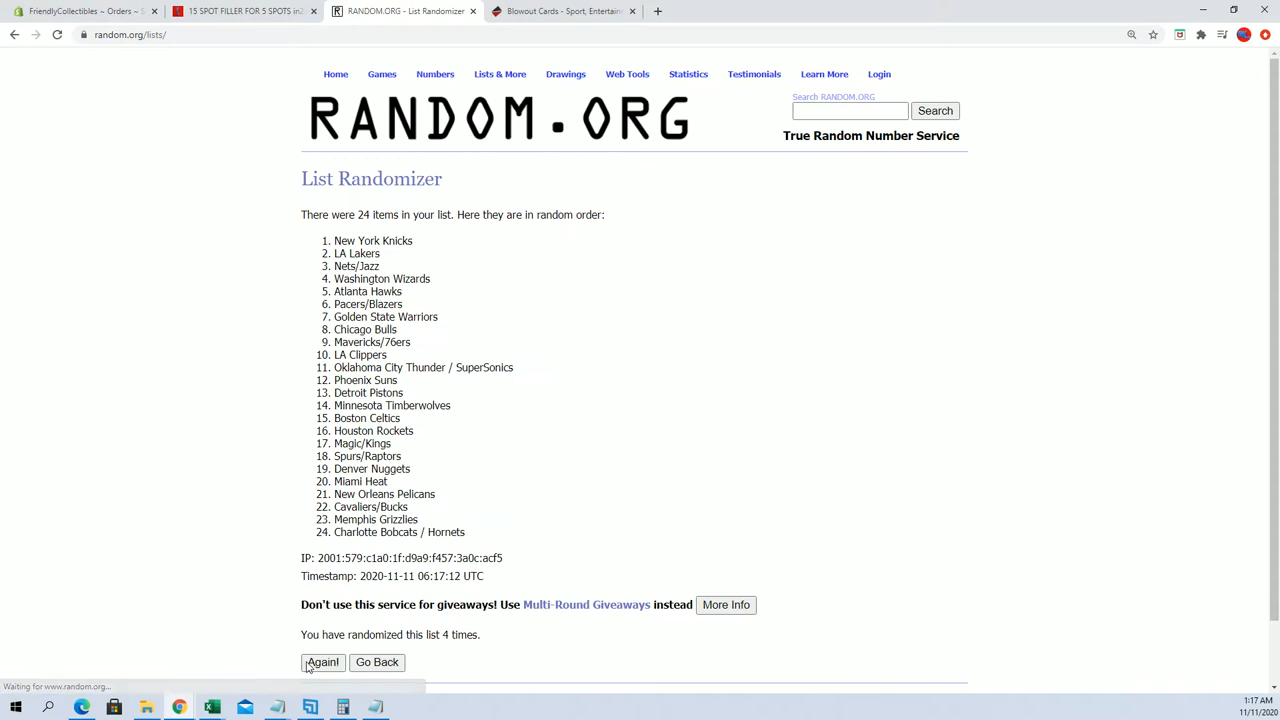 FriendlyCollectibles ~ Orders ~ S
15 SPOT FILLER FOR 5 SPOTS in2
RANDOM.ORG - List Randomizer
Blowout Cards - Sport, Entertain
random.org/lists/
Home Games Numbers Lists & More Drawings Web Tools Statistics Testimonials Learn More Login
Search RANDOM.ORG
RANDOM.ORG
Search
True Random Number Service
List Randomizer
There were 24 items in your list. Here they are in random order:
1. New York Knicks
2. LA Lakers
3. Nets/Jazz
4. Washington Wizards
5. Atlanta Hawks
6. Pacers/Blazers
7. Golden State Warriors
8. Chicago Bulls
9. Mavericks/76ers
10. LA Clippers
11. Oklahoma City Thunder / SuperSonics
12. Phoenix Suns
13. Detroit Pistons
14. Minnesota Timberwolves
15. Boston Celtics
16. Houston Rockets
17. Magic/Kings
18. Spurs/Raptors
19. Denver Nuggets
20. Miami Heat
21. New Orleans Pelicans
22. Cavaliers/Bucks
23. Memphis Grizzlies
24. Charlotte Bobcats / Hornets
IP: 2001:579:c1a0:1f:d9a9:f457:3a0c:acf5
Timestamp: 2020-11-11 06:17:12 UTC
Don't use this service for giveaways! Use Multi-Round Giveaways instead More Info
You have randomized this list 4 times.
Again! Go Back
Waiting for www.random.org...
1:17 AM
11/11/2020